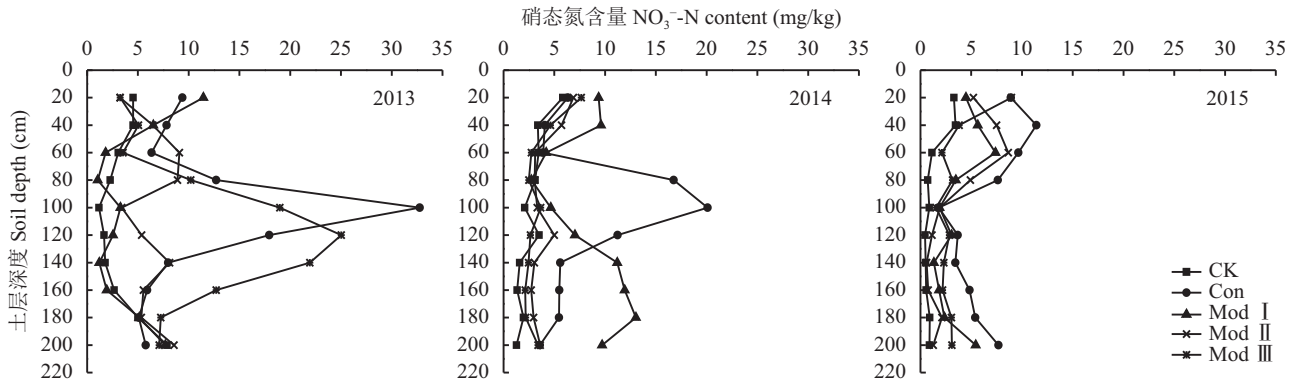 硝态氮含量 NO₃⁻-N content (mg/kg)
0 5 10 15 20 25 30 35
0 5 10 15 20 25 30 35
0 5 10 15 20 25 30 35
土层深度 Soil depth (cm)
0
20
40
60
80
100
120
140
160
180
200
220
2013
2014
2015
CK
Con
Mod Ⅰ
Mod Ⅱ
Mod Ⅲ